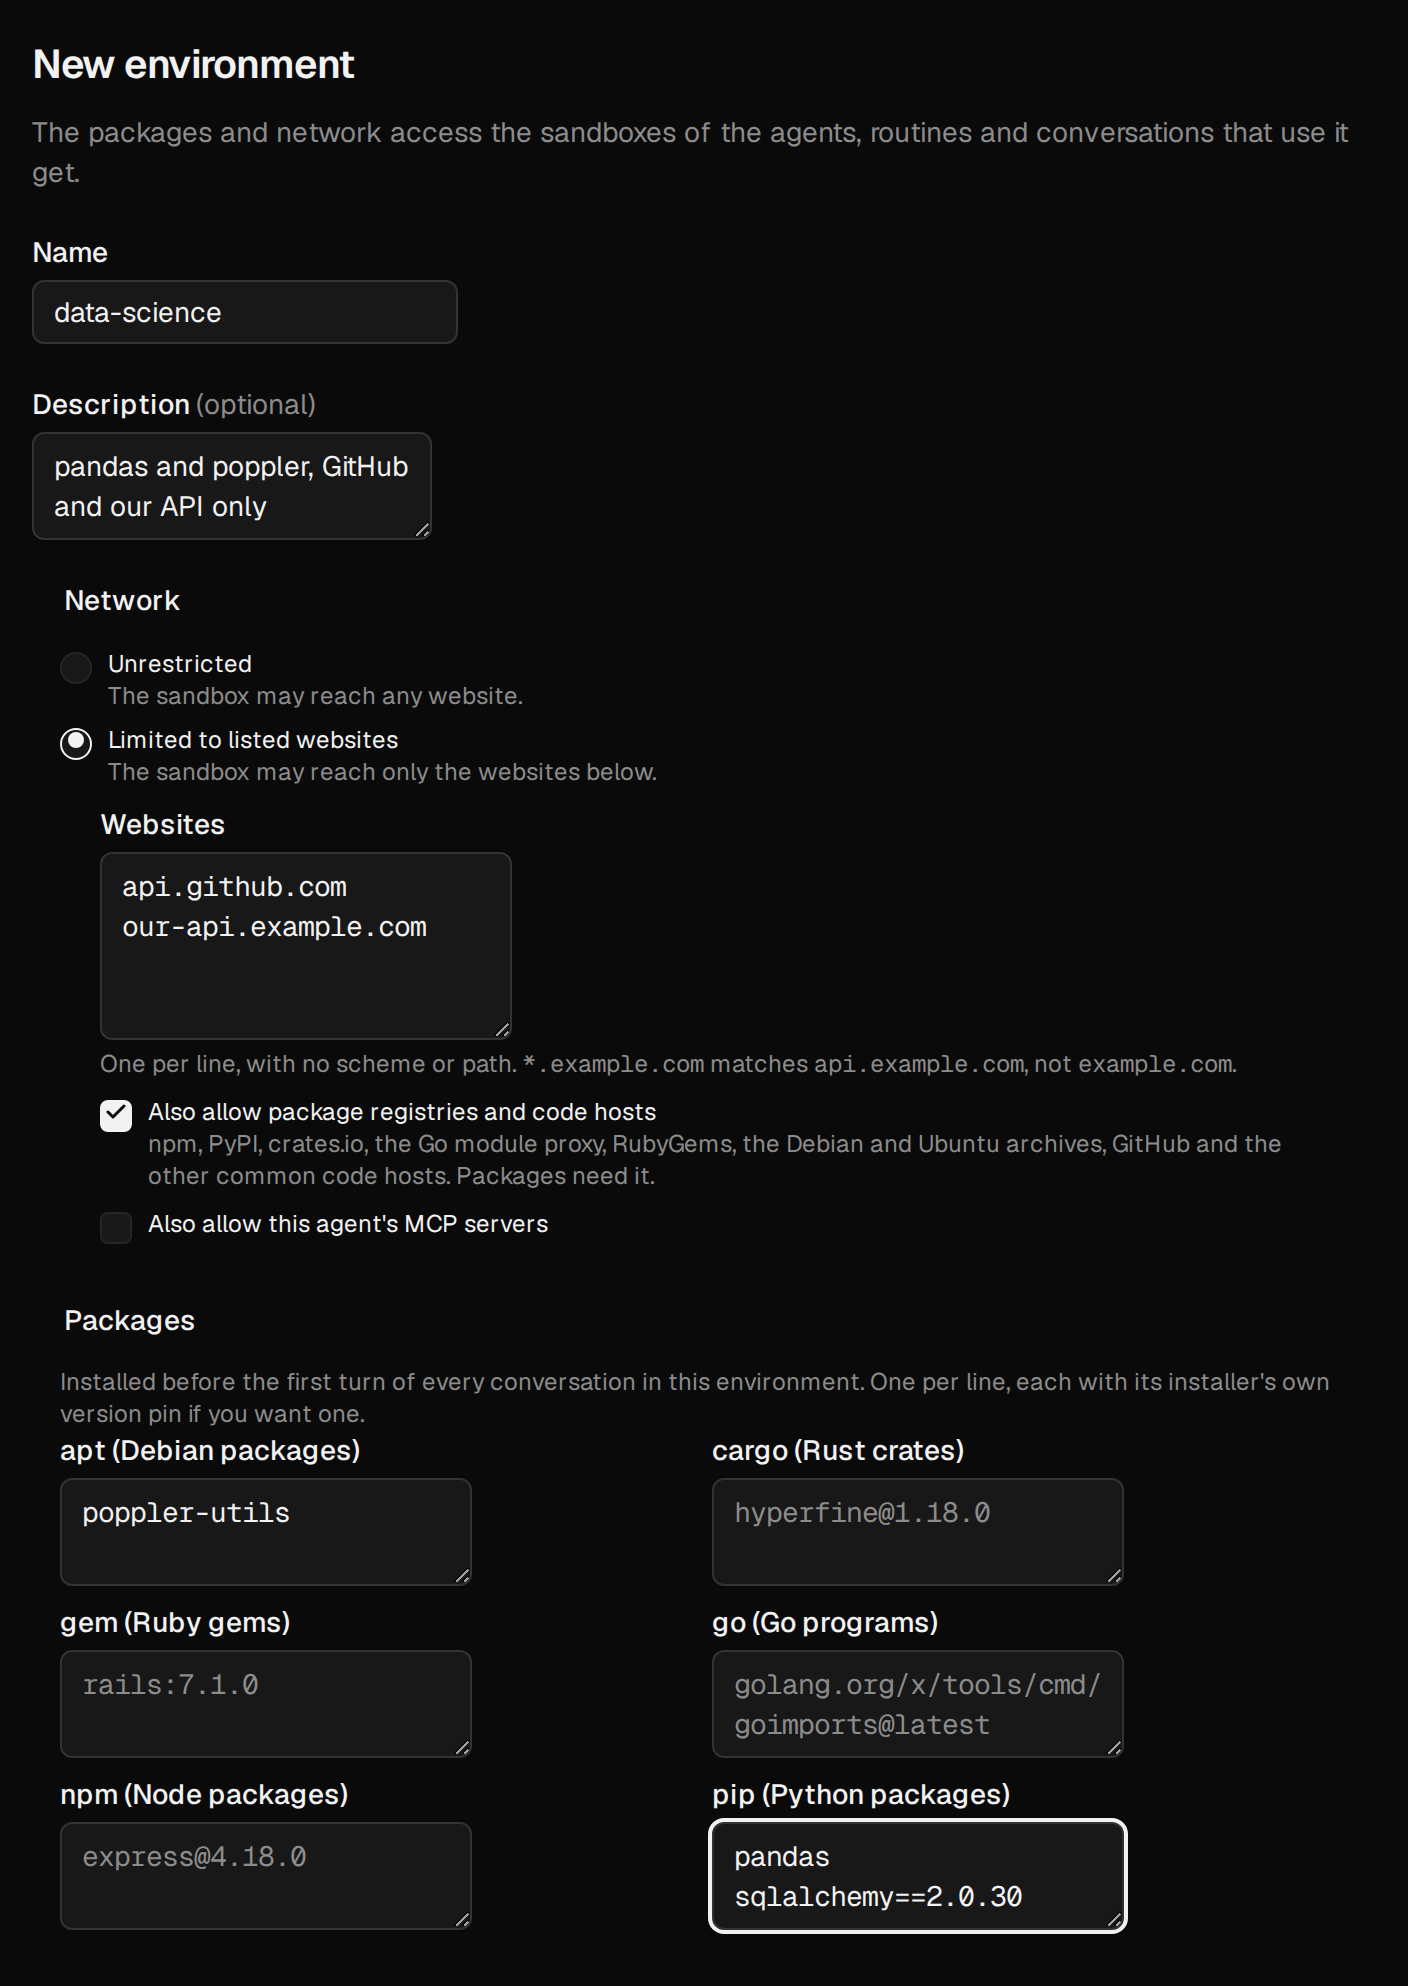 New environment
The packages and network access the sandboxes of the agents, routines and conversations that use it
get.
Name
data-science
Description (optional)
pandas and poppler, GitHub
and our API only
Network
Unrestricted
The sandbox may reach any website.
Limited to listed websites
The sandbox may reach only the websites below.
Websites
api.github.com
our-api.example.com
One per line, with no scheme or path. *.example.com matches api.example.com, not example.com.
Also allow package registries and code hosts
npm, PyPI, crates.io, the Go module proxy, RubyGems, the Debian and Ubuntu archives, GitHub and the
other common code hosts. Packages need it.
Also allow this agent's MCP servers
Packages
Installed before the first turn of every conversation in this environment. One per line, each with its installer's own
version pin if you want one.
apt (Debian packages)
poppler-utils
cargo (Rust crates)
hyperfine@1.18.0
gem (Ruby gems)
rails:7.1.0
go (Go programs)
golang.org/x/tools/cmd/
goimports@latest
npm (Node packages)
express@4.18.0
pip (Python packages)
pandas
sqlalchemy==2.0.30